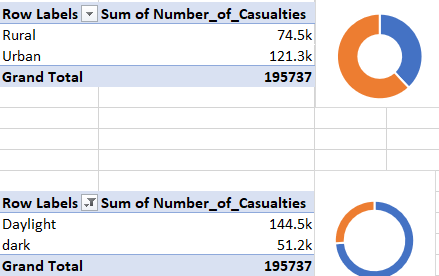 Row Labels Sum of Number_of_Casualties
Rural 74.5k
Urban 121.3k
Grand Total 195737
Row Labels Sum of Number_of_Casualties
Daylight 144.5k
dark 51.2k
Grand Total 195737